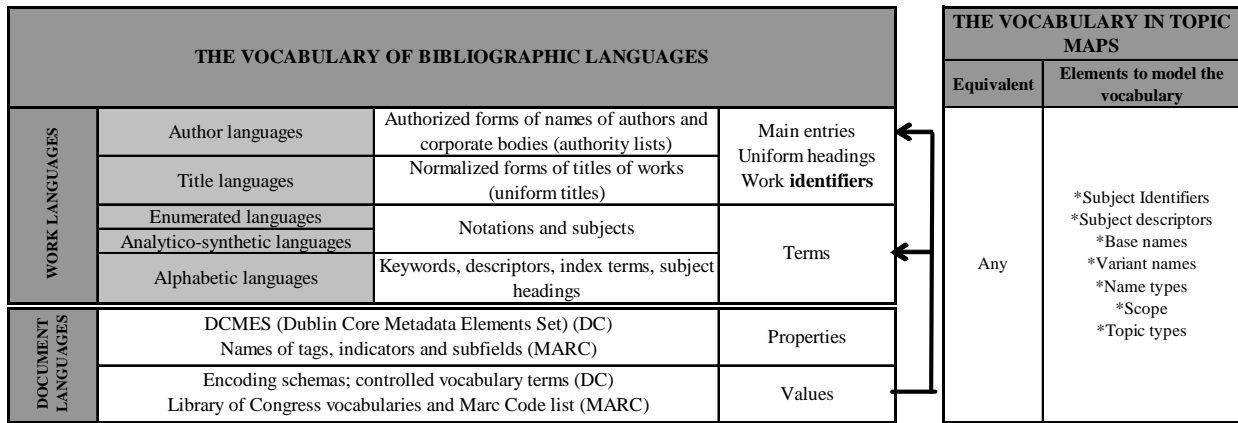 THE VOCABULARY OF BIBLIOGRAPHIC LANGUAGES
WORK LANGUAGES
Author languages
Authorized forms of names of authors and
corporate bodies (authority lists)
Main entries
Uniform headings
Work identifiers
Title languages
Normalized forms of titles of works
(uniform titles)
Enumerated languages
Analytico-synthetic languages
Notations and subjects
Terms
Alphabetic languages
Keywords, descriptors, index terms, subject
headings
DOCUMENT
LANGUAGES
DCMES (Dublin Core Metadata Elements Set) (DC)
Names of tags, indicators and subfields (MARC)
Properties
Encoding schemas; controlled vocabulary terms (DC)
Library of Congress vocabularies and Marc Code list (MARC)
Values
THE VOCABULARY IN TOPIC
MAPS
Equivalent
Elements to model the
vocabulary
Any
*Subject Identifiers
*Subject descriptors
*Base names
*Variant names
*Name types
*Scope
*Topic types